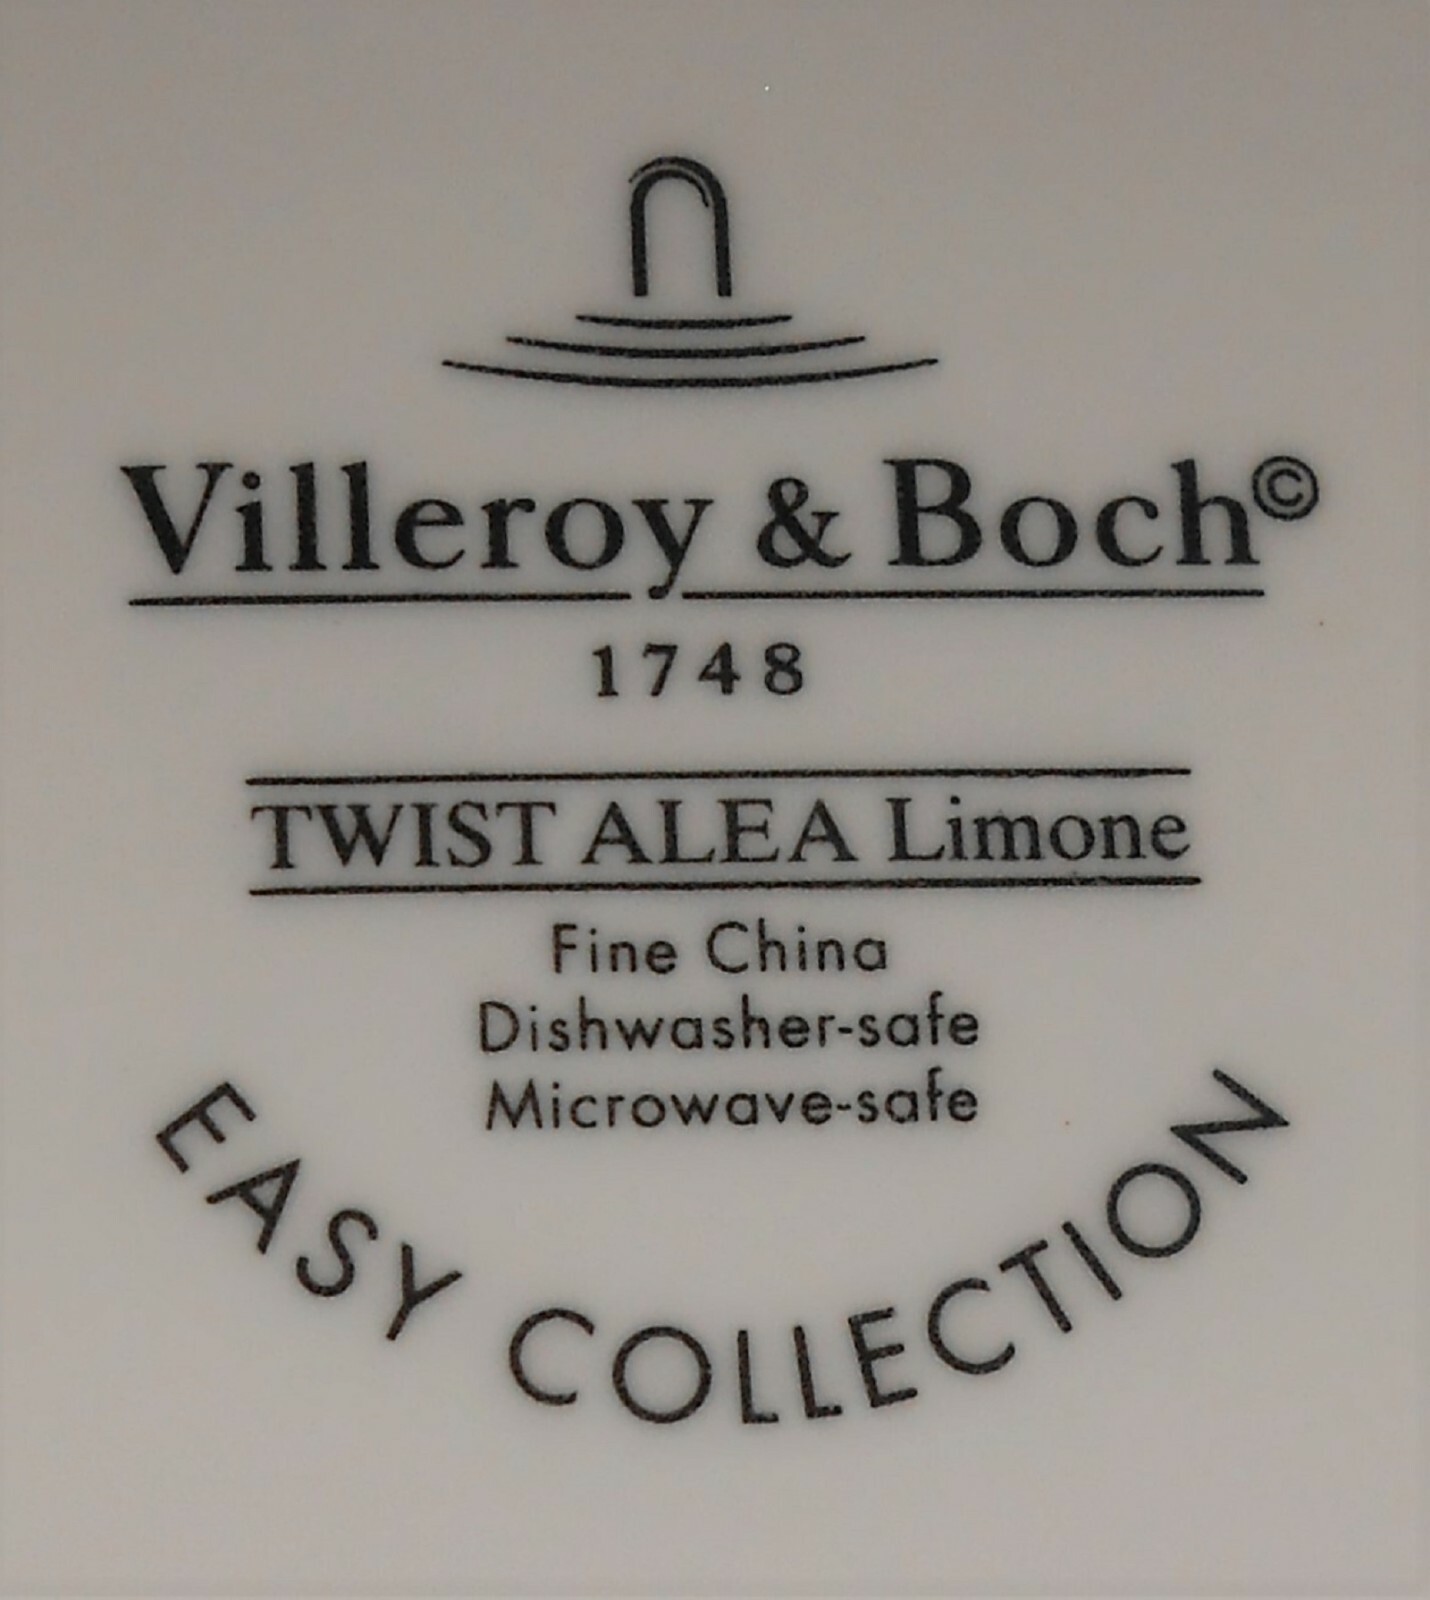 Villeroy & Boch©
1748
TWIST ALEA Limone
Fine China
Dishwasher-safe
Microwave-safe
EASY COLLECTION